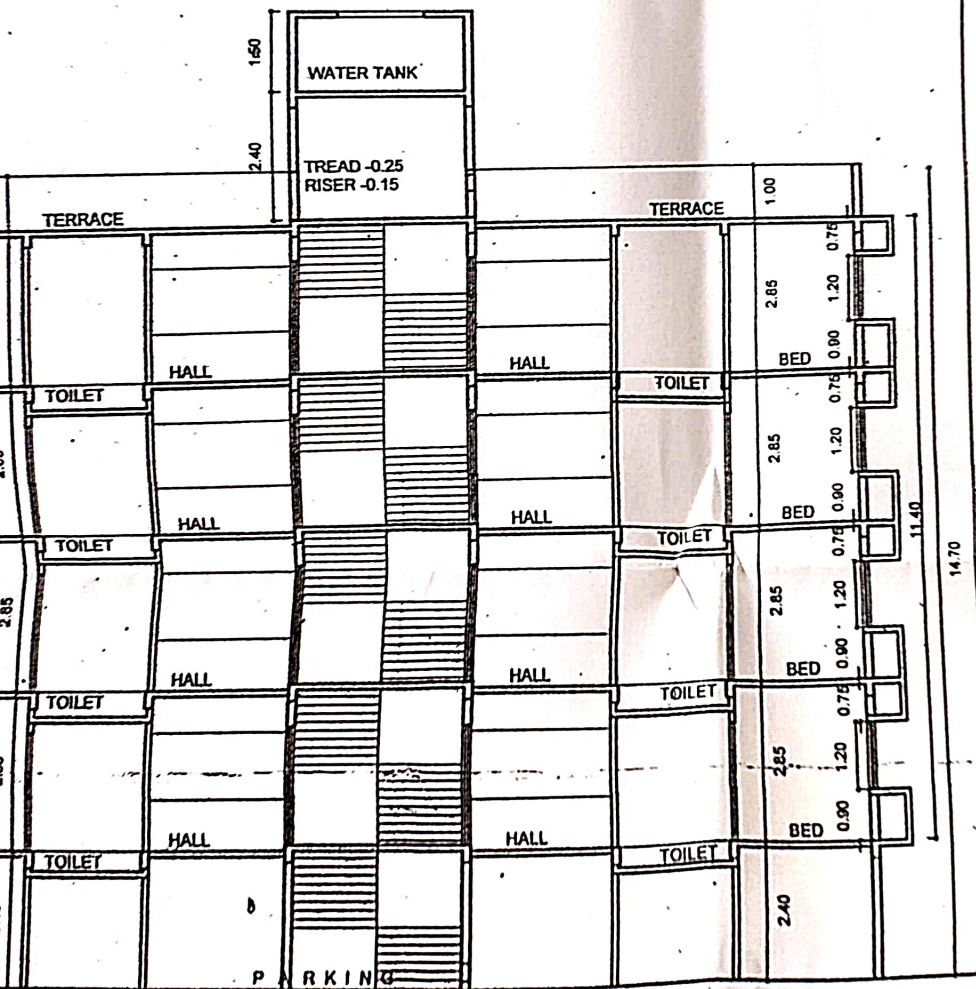 1.50
WATER TANK
2.40
TREAD -0.25
RISER -0.15
TERRACE
TERRACE
1.00
0.75
2.85
1.20
HALL
HALL
BED
0.90
TOILET
TOILET
0.75
2.85
1.20
HALL
HALL
BED
0.90
TOILET
TOILET
0.75
11.40
14.70
2.85
2.85
1.20
HALL
HALL
BED
0.90
TOILET
TOILET
0.75
2.85
1.20
HALL
HALL
BED
0.90
TOILET
TOILET
2.40
PARKING